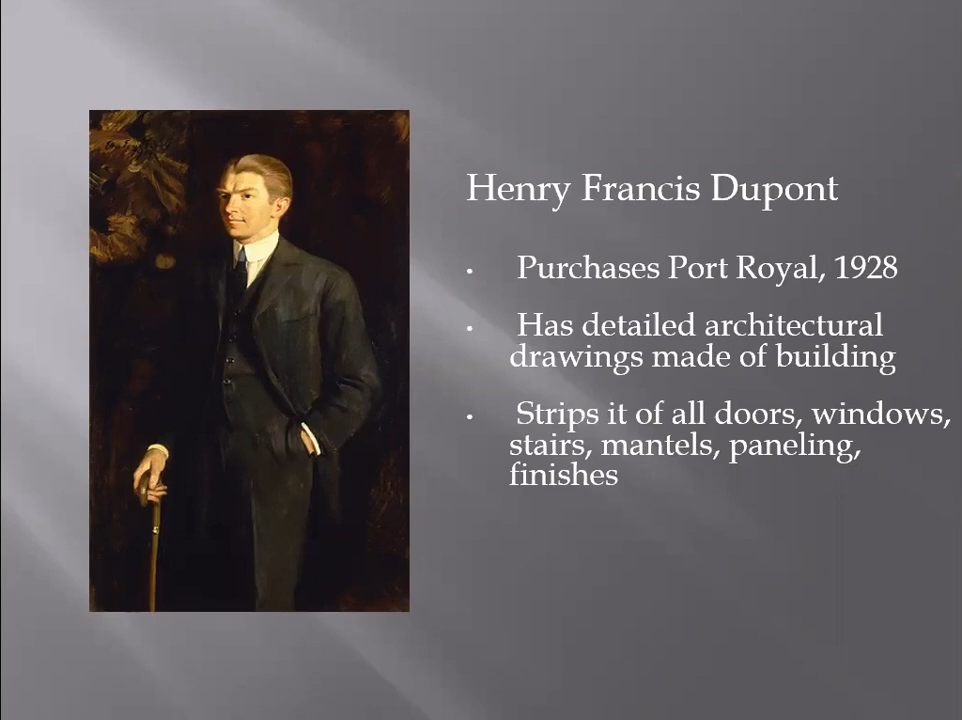 Henry Francis Dupont
• Purchases Port Royal, 1928
• Has detailed architectural
drawings made of building
• Strips it of all doors, windows,
stairs, mantels, paneling,
finishes